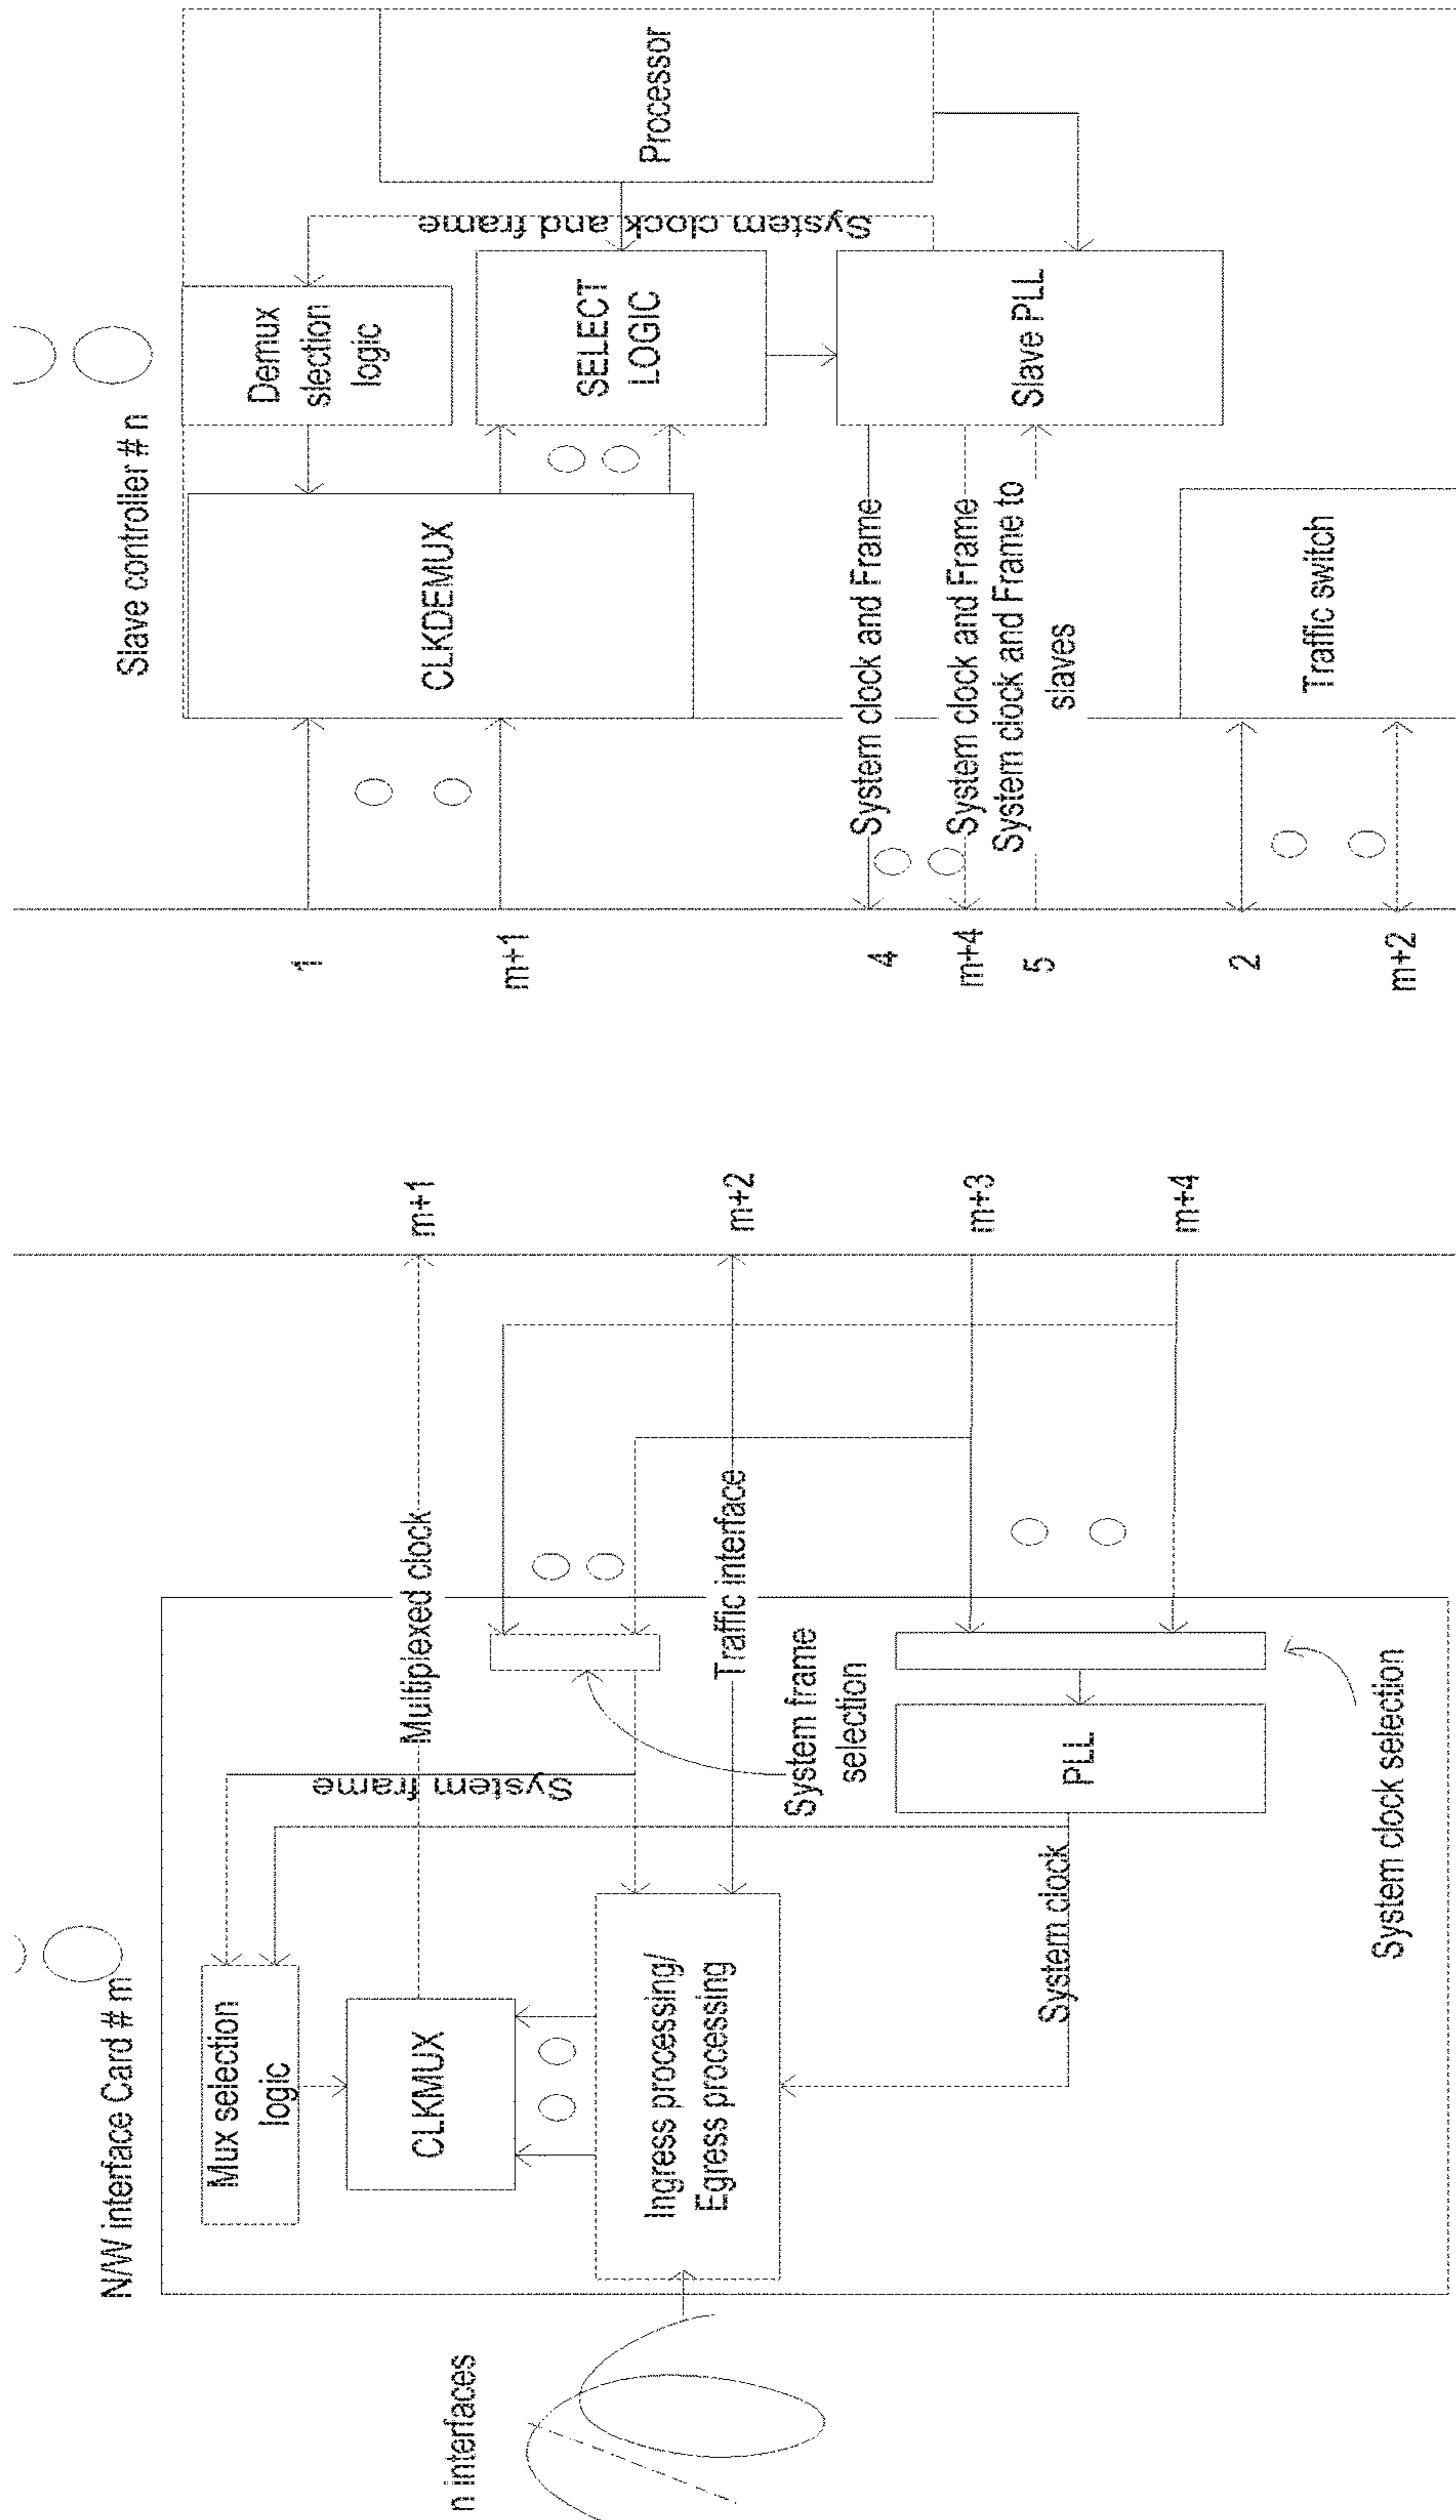 N/W interface Card # m
Mux selection
logic
CLKMUX
n interfaces
Ingress processing/
Egress processing
System frame
Multiplexed clock
Traffic interface
System frame
selection
System clock
PLL
System clock selection
m+1
m+2
m+3
m+4
Slave controller # n
1
m+1
4
m+4
5
2
m+2
CLKDEMUX
Demux
slection
logic
SELECT
LOGIC
System clock and frame
Processor
System clock and Frame
System clock and Frame
System clock and Frame to
slaves
Slave PLL
Traffic switch